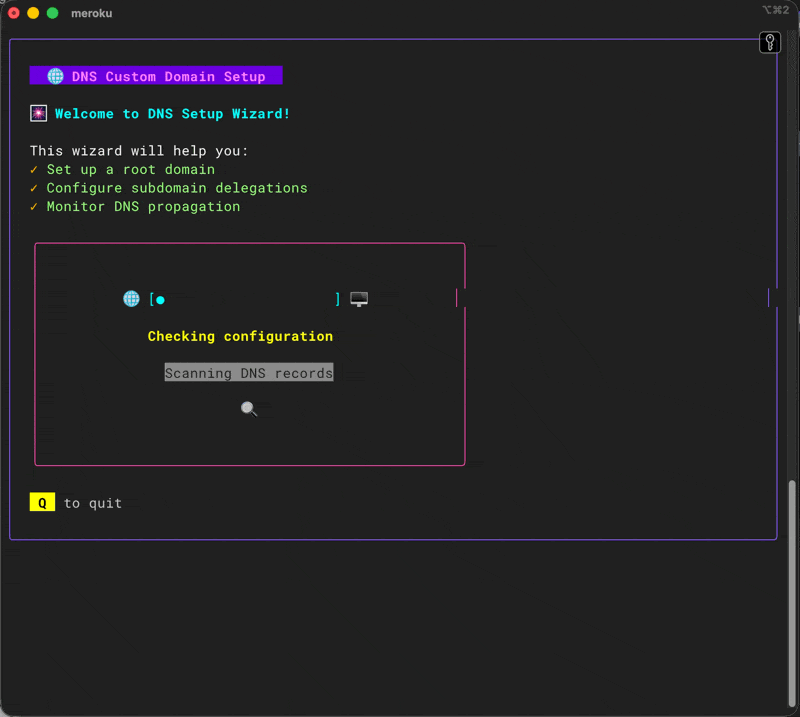 meroku
⌥⌘2
DNS Custom Domain Setup
Welcome to DNS Setup Wizard!
This wizard will help you:
✓ Set up a root domain
✓ Configure subdomain delegations
✓ Monitor DNS propagation
[● ]
Checking configuration
Scanning DNS records
Q to quit